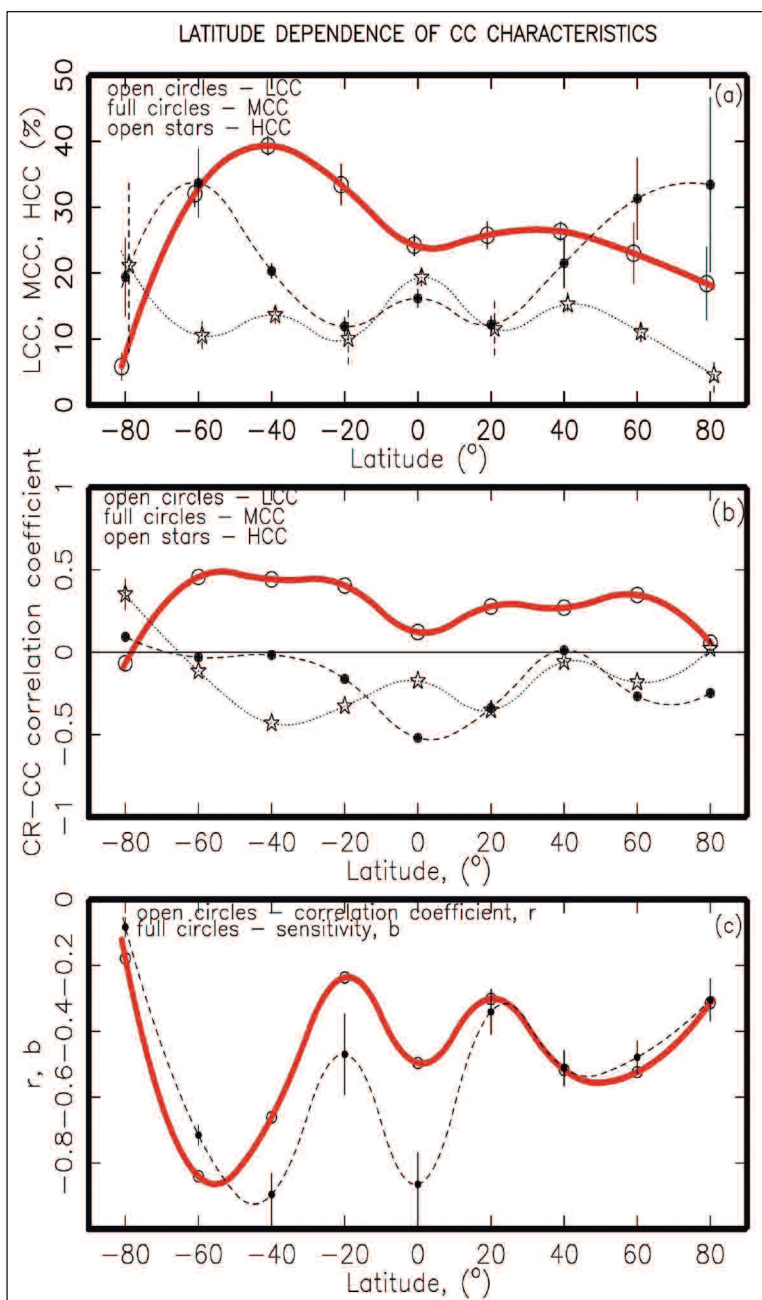 LATITUDE DEPENDENCE OF CC CHARACTERISTICS
LCC, MCC, HCC (%)
50
40
30
20
10
0
open circles – LCC
full circles – MCC
open stars – HCC
(a)
−80 −60 −40 −20 0 20 40 60 80
Latitude (°)
CR−CC correlation coefficient
1
0.5
0
−0.5
−1
open circles – LCC
full circles – MCC
open stars – HCC
(b)
−80 −60 −40 −20 0 20 40 60 80
Latitude, (°)
r, b
0
−0.2
−0.4
−0.6
−0.8
open circles – correlation coefficient, r
full circles – sensitivity, b
(c)
−80 −60 −40 −20 0 20 40 60 80
Latitude, (°)